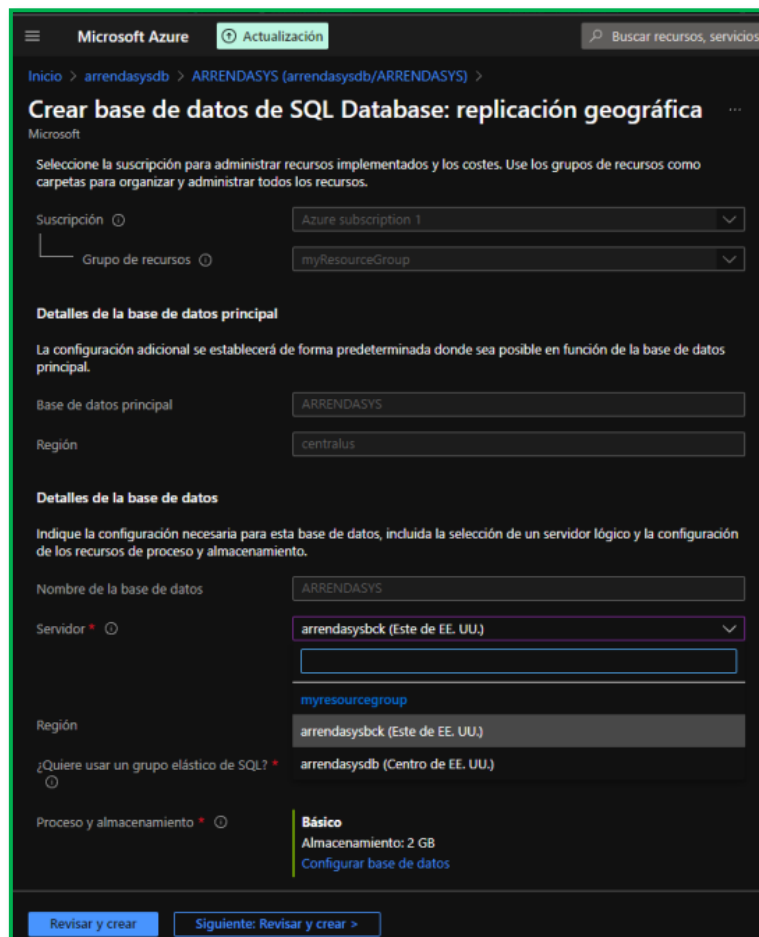 Microsoft Azure
Actualización
Buscar recursos, servicios
Inicio > arrendasysdb > ARRENDASYS (arrendasysdb/ARRENDASYS) >
Crear base de datos de SQL Database: replicación geográfica ...
Microsoft
Seleccione la suscripción para administrar recursos implementados y los costes. Use los grupos de recursos como
carpetas para organizar y administrar todos los recursos.
Suscripción
Azure subscription 1
Grupo de recursos
myResourceGroup
Detalles de la base de datos principal
La configuración adicional se establecerá de forma predeterminada donde sea posible en función de la base de datos
principal.
Base de datos principal
ARRENDASYS
Región
centralus
Detalles de la base de datos
Indique la configuración necesaria para esta base de datos, incluida la selección de un servidor lógico y la configuración
de los recursos de proceso y almacenamiento.
Nombre de la base de datos
ARRENDASYS
Servidor *
arrendasysbck (Este de EE. UU.)
myresourcegroup
Región
arrendasysbck (Este de EE. UU.)
¿Quiere usar un grupo elástico de SQL? *
arrendasysdb (Centro de EE. UU.)
Proceso y almacenamiento *
Básico
Almacenamiento: 2 GB
Configurar base de datos
Revisar y crear
Siguiente: Revisar y crear >